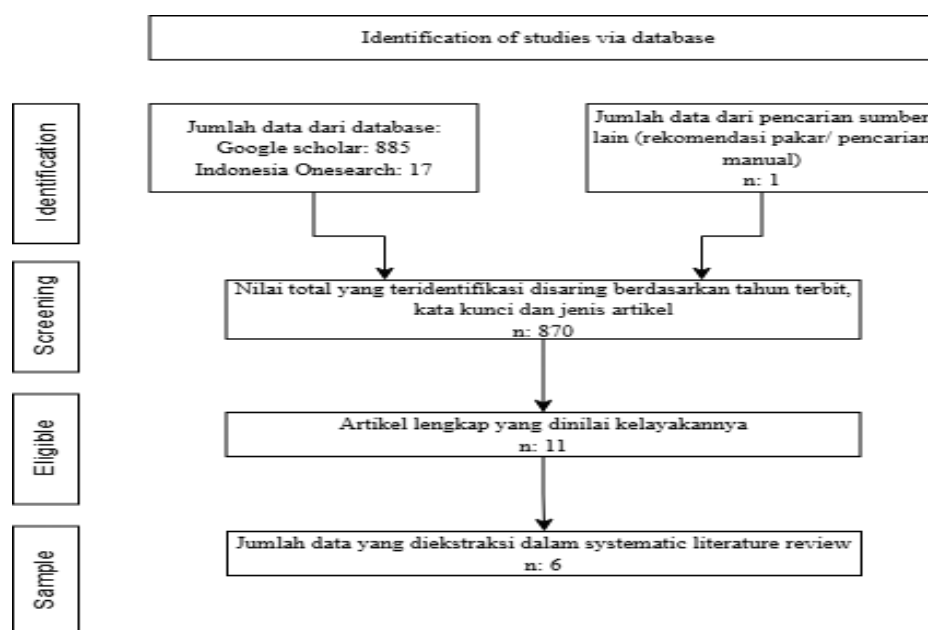 Identification of studies via database
Identification
Jumlah data dari database:
Google scholar: 885
Indonesia Onesearch: 17
Jumlah data dari pencarian sumber
lain (rekomendasi pakar/ pencarian
manual)
n: 1
Screening
Nilai total yang teridentifikasi disaring berdasarkan tahun terbit,
kata kunci dan jenis artikel
n: 870
Eligible
Artikel lengkap yang dinilai kelayakannya
n: 11
Sample
Jumlah data yang diekstraksi dalam systematic literature review
n: 6